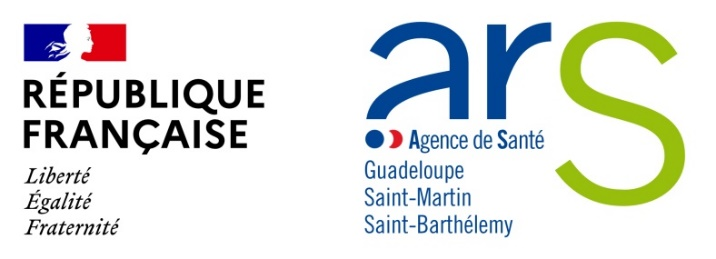 RÉPUBLIQUE
FRANÇAISE
Liberté
Égalité
Fraternité
ars
Agence de Santé
Guadeloupe
Saint-Martin
Saint-Barthélemy